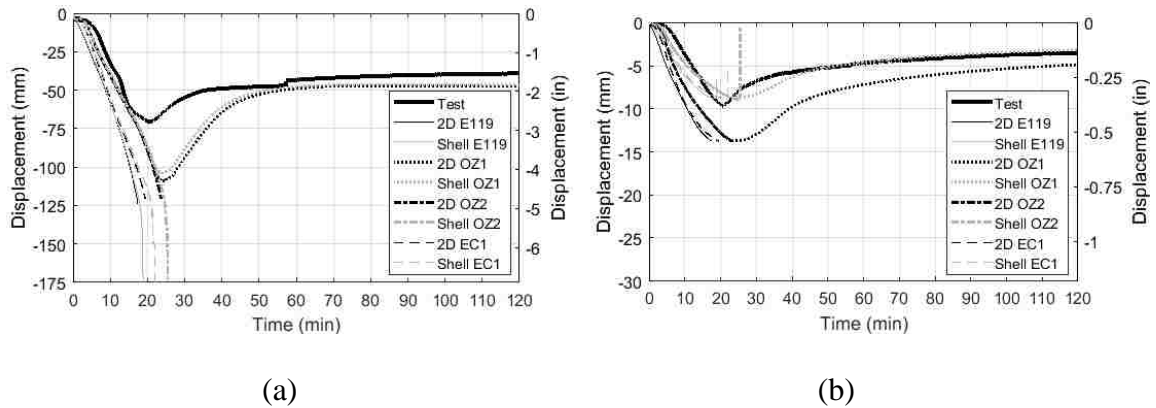 0
-25
-50
-75
-100
-125
-150
-175
Displacement (mm)
0
-1
-2
-3
-4
-5
-6
Displacement (in)
Test
2D E119
Shell E119
2D OZ1
Shell OZ1
2D OZ2
Shell OZ2
2D EC1
Shell EC1
0 10 20 30 40 50 60 70 80 90 100 110 120
Time (min)
(a)
0
-5
-10
-15
-20
-25
-30
Displacement (mm)
0
-0.25
-0.5
-0.75
-1
Displacement (in)
Test
2D E119
Shell E119
2D OZ1
Shell OZ1
2D OZ2
Shell OZ2
2D EC1
Shell EC1
0 10 20 30 40 50 60 70 80 90 100 110 120
Time (min)
(b)